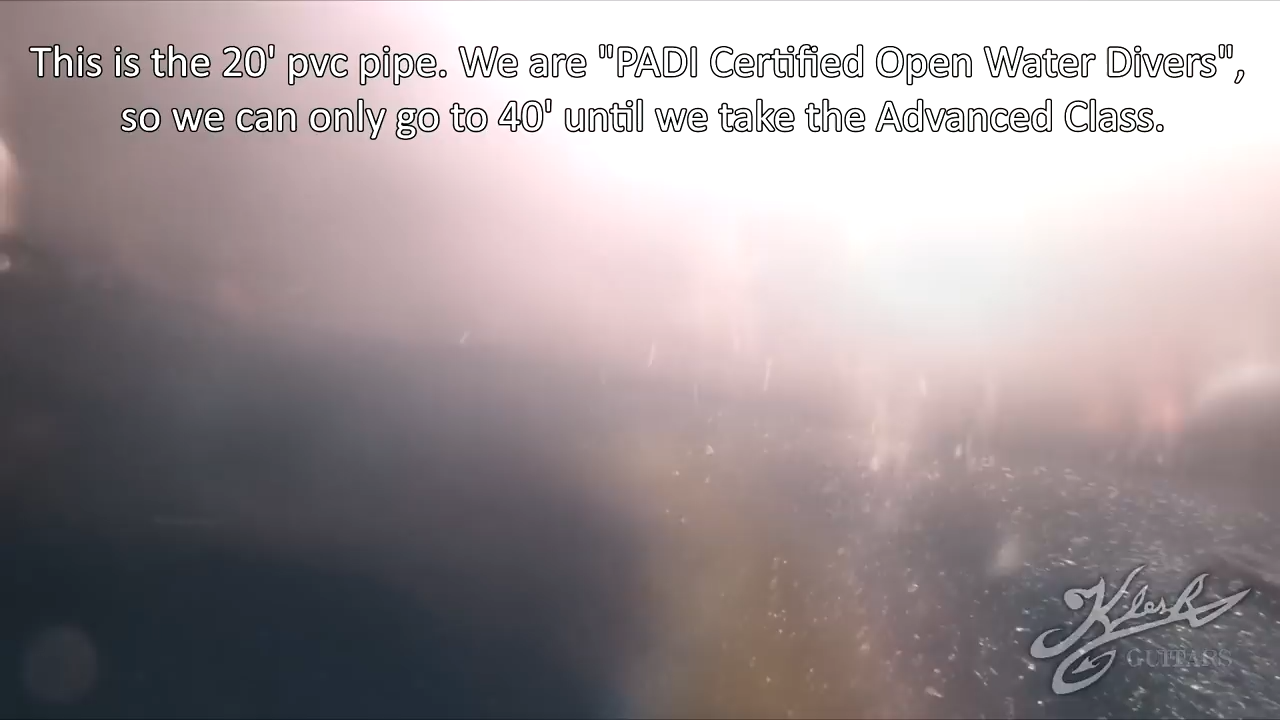 This is the 20' pvc pipe. We are "PADI Certified Open Water Divers",
so we can only go to 40' until we take the Advanced Class.
Klesh
GUITARS